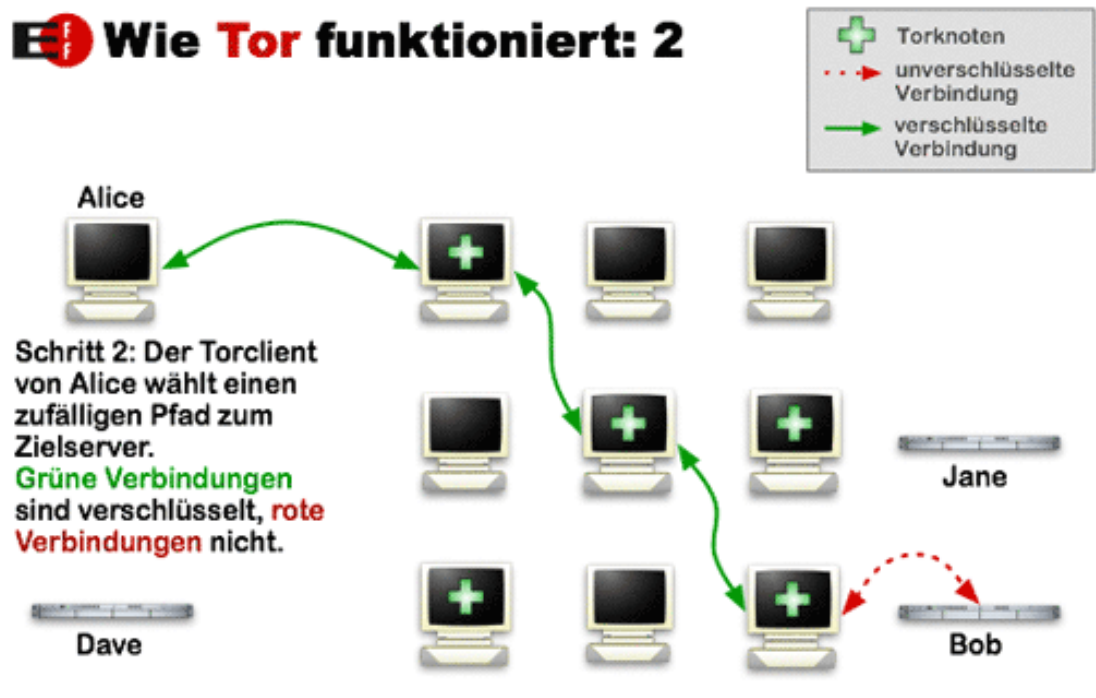 EFF Wie Tor funktioniert: 2
Torknoten
unverschlüsselte
Verbindung
verschlüsselte
Verbindung
Alice
Schritt 2: Der Torclient
von Alice wählt einen
zufälligen Pfad zum
Zielserver.
Grüne Verbindungen
sind verschlüsselt, rote
Verbindungen nicht.
Jane
Dave
Bob